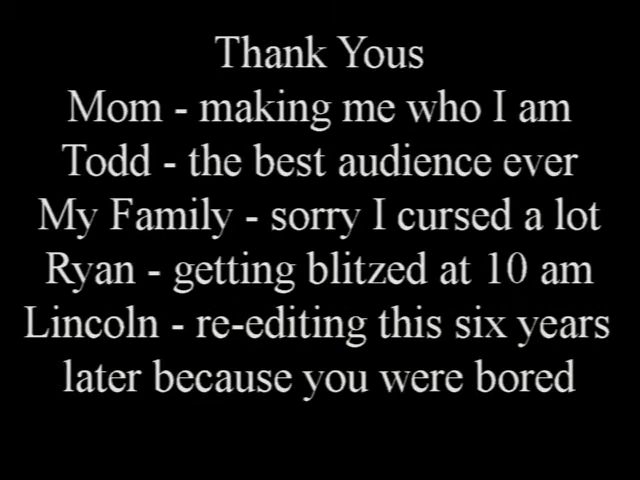 Thank Yous
Mom - making me who I am
Todd - the best audience ever
My Family - sorry I cursed a lot
Ryan - getting blitzed at 10 am
Lincoln - re-editing this six years
later because you were bored